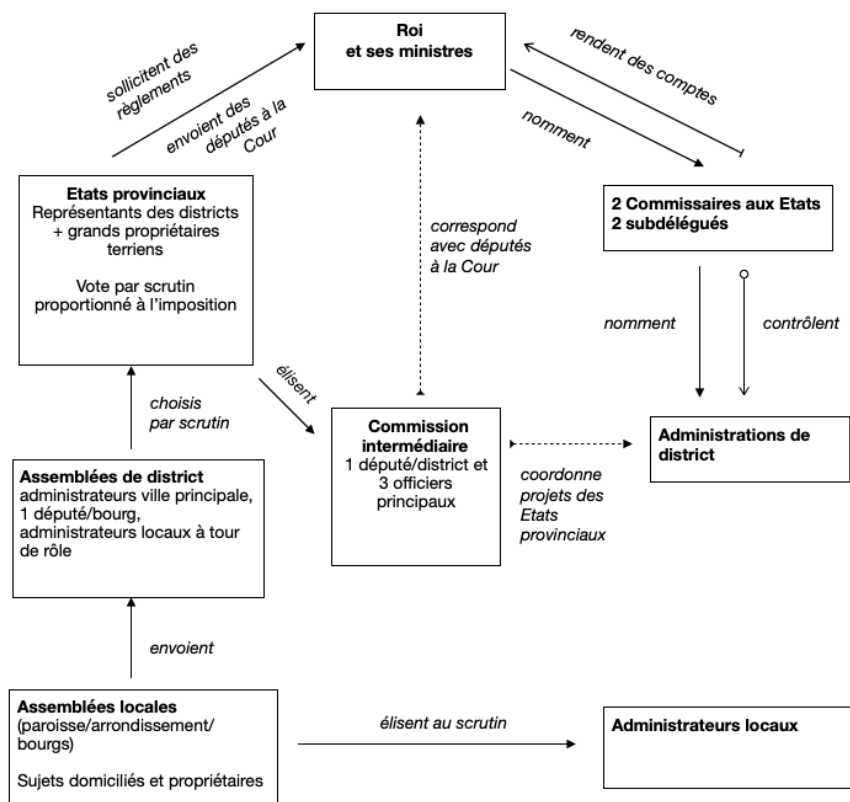 Roi
et ses ministres
sollicitent des
règlements
envoient des
députés à la
Cour
rendent des comptes
nomment
Etats provinciaux
Représentants des districts
+ grands propriétaires
terriens
Vote par scrutin
proportionné à l'imposition
2 Commissaires aux Etats
2 subdélégués
correspond
avec députés
à la Cour
nomment
contrôlent
élisent
choisis
par scrutin
Commission
intermédiaire
1 député/district et
3 officiers
principaux
Administrations de
district
coordonne
projets des
Etats
provinciaux
Assemblées de district
administrateurs ville principale,
1 député/bourg,
administrateurs locaux à tour
de rôle
envoient
Assemblées locales
(paroisse/arrondissement/
bourgs)
Sujets domiciliés et propriétaires
élisent au scrutin
Administrateurs locaux